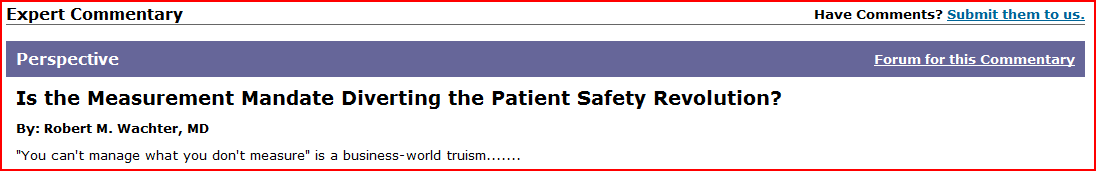 Expert Commentary
Have Comments? Submit them to us.
Perspective
Forum for this Commentary
Is the Measurement Mandate Diverting the Patient Safety Revolution?
By: Robert M. Wachter, MD
"You can't manage what you don't measure" is a business-world truism.......